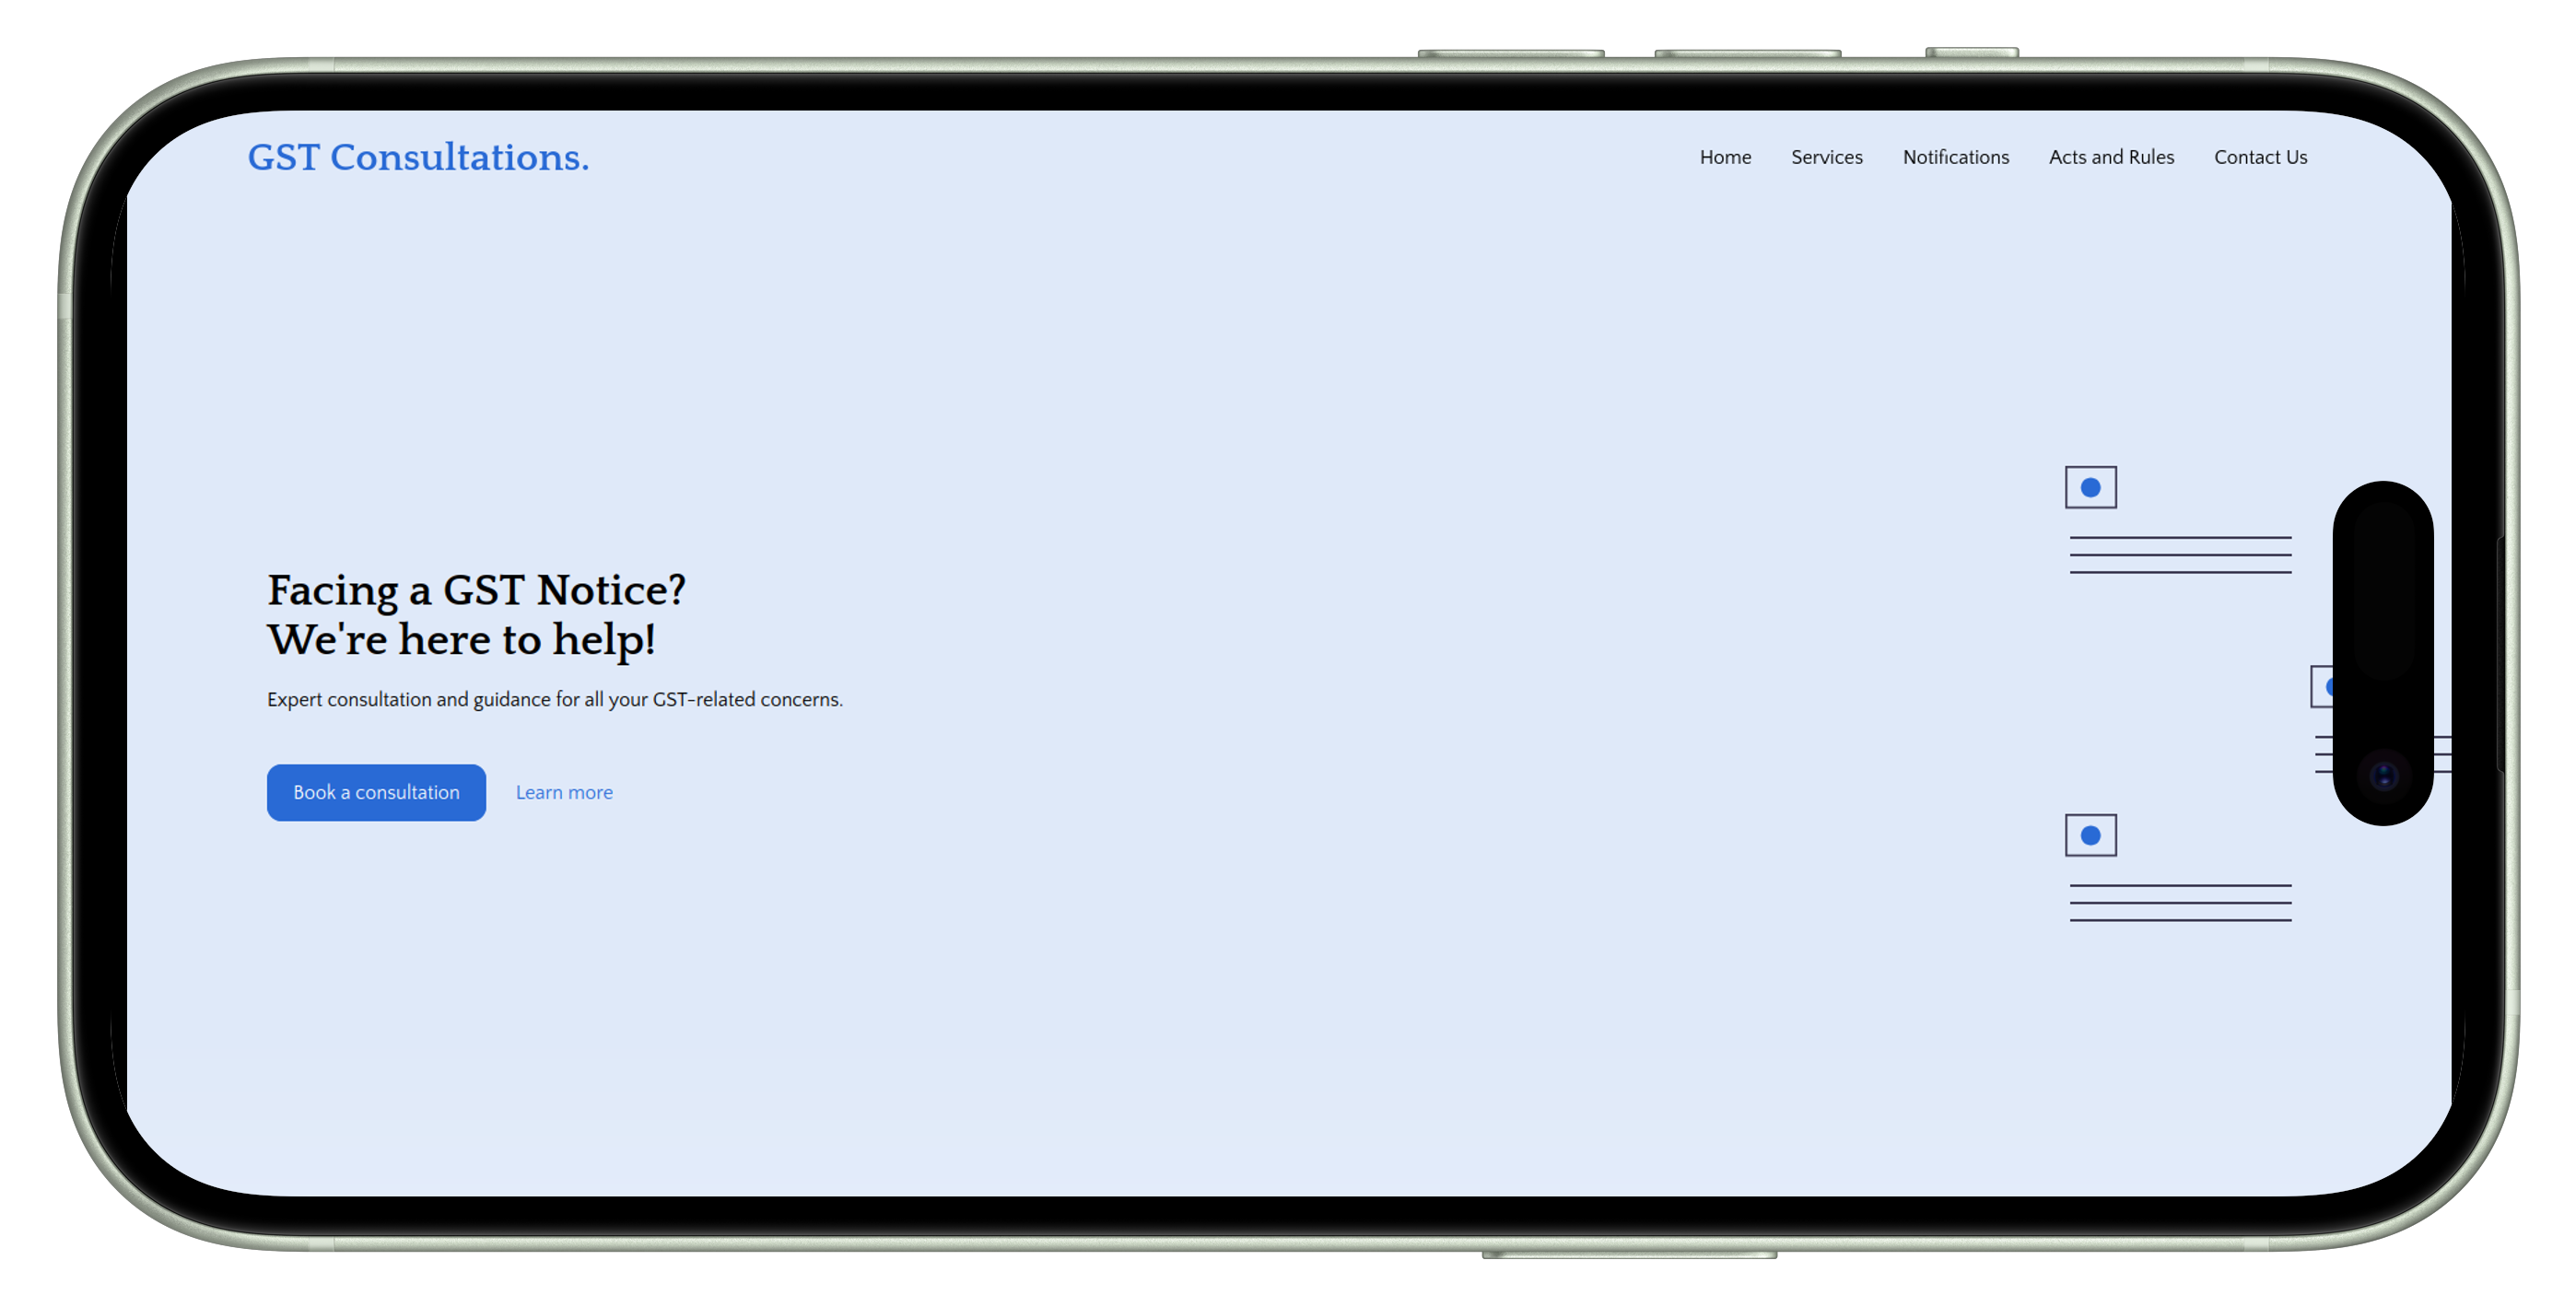 GST Consultations.
Home Services Notifications Acts and Rules Contact Us
Facing a GST Notice?
We're here to help!
Expert consultation and guidance for all your GST-related concerns.
Book a consultation Learn more